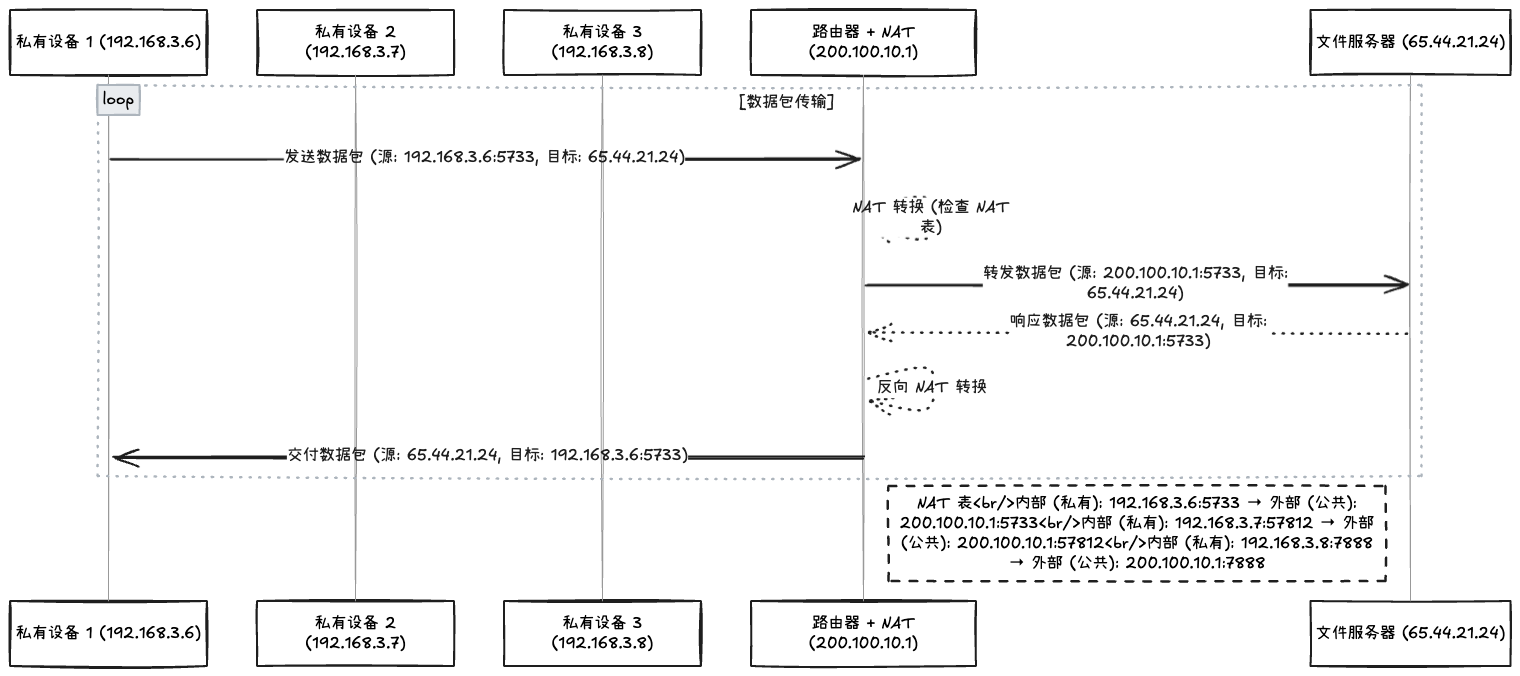 私有设备 1 (192.168.3.6)
私有设备 2
(192.168.3.7)
私有设备 3
(192.168.3.8)
路由器 + NAT
(200.100.10.1)
文件服务器 (65.44.21.24)
loop
[数据包传输]
发送数据包 (源: 192.168.3.6:5733, 目标: 65.44.21.24)
NAT 转换 (检查 NAT
表)
转发数据包 (源: 200.100.10.1:5733, 目标:
65.44.21.24)
响应数据包 (源: 65.44.21.24, 目标:
200.100.10.1:5733)
反向 NAT 转换
交付数据包 (源: 65.44.21.24, 目标: 192.168.3.6:5733)
NAT 表<br/>内部 (私有): 192.168.3.6:5733 → 外部 (公共):
200.100.10.1:5733<br/>内部 (私有): 192.168.3.7:57812 → 外部
(公共): 200.100.10.1:57812<br/>内部 (私有): 192.168.3.8:7888
→ 外部 (公共): 200.100.10.1:7888
私有设备 1 (192.168.3.6)
私有设备 2
(192.168.3.7)
私有设备 3
(192.168.3.8)
路由器 + NAT
(200.100.10.1)
文件服务器 (65.44.21.24)